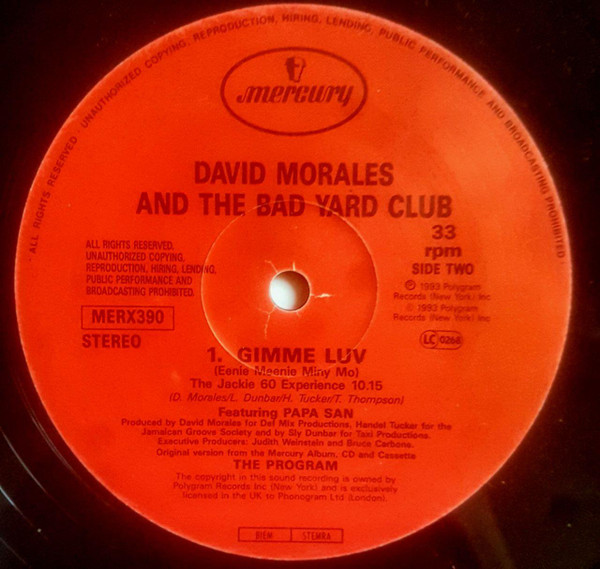 ALL RIGHTS RESERVED · UNAUTHORIZED COPYING, REPRODUCTION, HIRING, LENDING, PUBLIC PERFORMANCE AND BROADCASTING PROHIBITED.
mercury
DAVID MORALES
AND THE BAD YARD CLUB
ALL RIGHTS RESERVED.
UNAUTHORIZED COPYING,
REPRODUCTION, HIRING, LENDING,
PUBLIC PERFORMANCE AND
BROADCASTING PROHIBITED.
MERX390
STEREO
33
rpm
SIDE TWO
Ⓟ 1993 Polygram
Records (New York) Inc
© 1993 Polygram
Records (New York) Inc
LC 0268
1. GIMME LUV
(Eenie Meenie Miny Mo)
The Jackie 60 Experience 10.15
(D. Morales/L. Dunbar/H. Tucker/T. Thompson)
Featuring PAPA SAN
Produced by David Morales for Def Mix Productions, Handel Tucker for the
Jamaican Groove Society and by Sly Dunbar for Taxi Productions.
Executive Producers: Judith Weinstein and Bruce Carbone.
Original version from the Mercury Album, CD and Cassette
THE PROGRAM
The copyright in this sound recording is owned by
Polygram Records Inc (New York) and is exclusively
licensed in the UK to Phonogram Ltd (London).
BIEM STEMRA